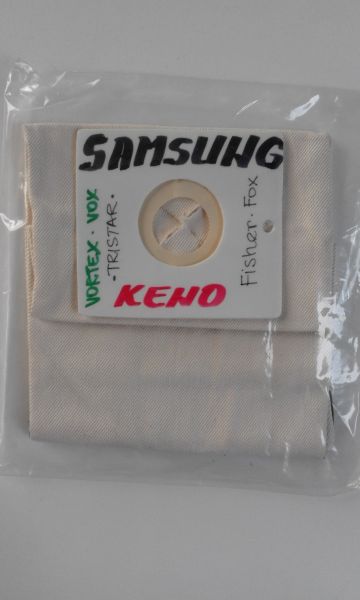 SAMSUNG
VORTEX · VOX
· TRISTAR ·
Fisher · Fox
KENO